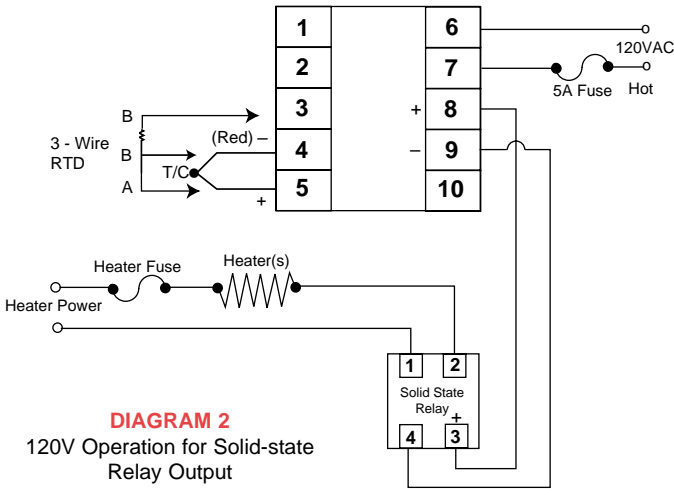 1
2
3
4
5
6
7
8
9
10
+
–
120VAC
5A Fuse
Hot
B
B
A
3 - Wire
RTD
(Red) –
T/C
+
Heater Fuse
Heater(s)
Heater Power
1
2
Solid State
Relay
+
4
3
DIAGRAM 2
120V Operation for Solid-state
Relay Output